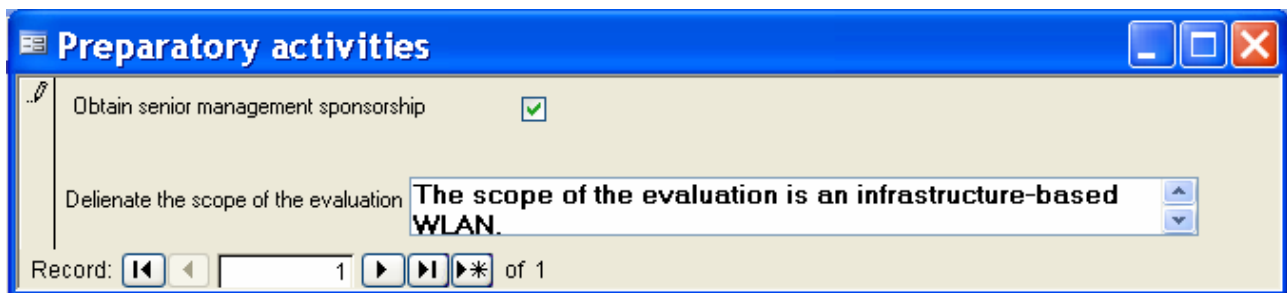 Preparatory activities
Obtain senior management sponsorship
Delienate the scope of the evaluation The scope of the evaluation is an infrastructure-based
WLAN.
Record: 1 of 1